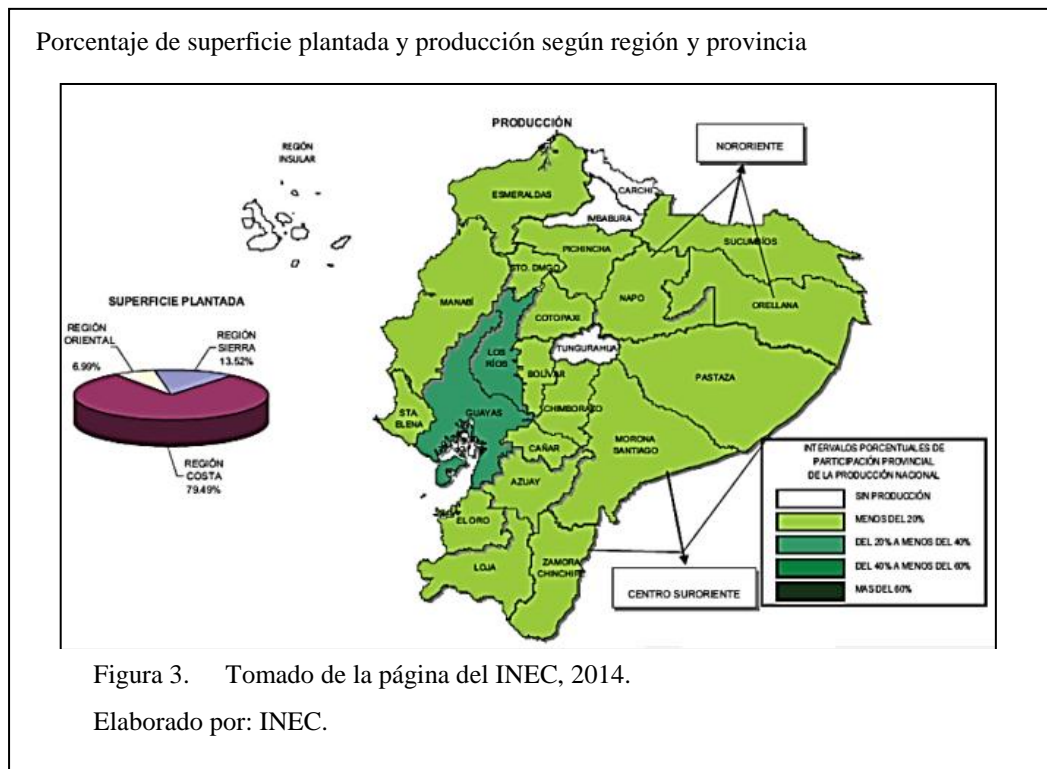 Porcentaje de superficie plantada y producción según región y provincia
PRODUCCIÓN
REGIÓN
INSULAR
NORORIENTE
CARCHI
ESMERALDAS
IMBABURA
SUCUMBÍOS
PICHINCHA
STO. DMGO
NAPO
ORELLANA
MANABÍ
COTOPAXI
SUPERFICIE PLANTADA
REGIÓN
ORIENTAL
6.99%
REGIÓN
SIERRA
13.52%
TUNGURAHUA
LOS
RÍOS
BOLÍVAR
PASTAZA
STA.
ELENA
GUAYAS
CHIMBORAZO
CAÑAR
MORONA
SANTIAGO
REGIÓN
COSTA
79.49%
AZUAY
EL ORO
LOJA
ZAMORA
CHINCHIPE
CENTRO SURORIENTE
INTERVALOS PORCENTUALES DE
PARTICIPACIÓN PROVINCIAL
DE LA PRODUCCIÓN NACIONAL
SIN PRODUCCIÓN
MENOS DEL 20%
DEL 20% A MENOS DEL 40%
DEL 40% A MENOS DEL 60%
MAS DEL 60%
Figura 3. Tomado de la página del INEC, 2014.
Elaborado por: INEC.